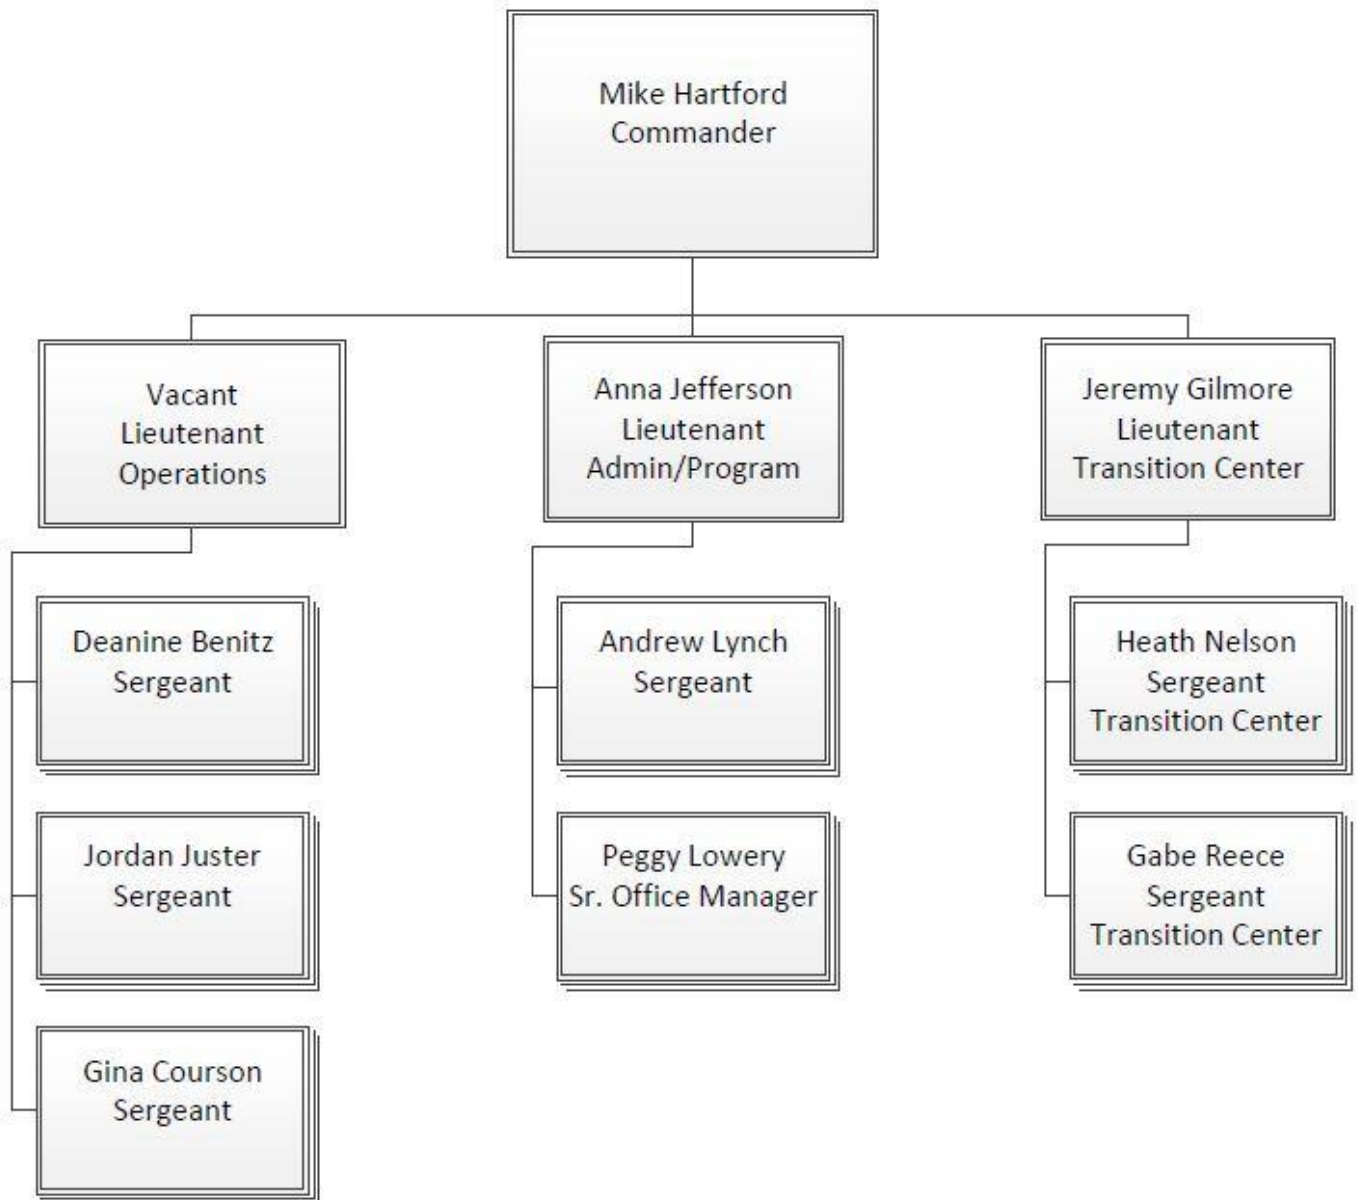 Mike Hartford
Commander
Vacant
Lieutenant
Operations
Anna Jefferson
Lieutenant
Admin/Program
Jeremy Gilmore
Lieutenant
Transition Center
Deanine Benitz
Sergeant
Jordan Juster
Sergeant
Gina Courson
Sergeant
Andrew Lynch
Sergeant
Peggy Lowery
Sr. Office Manager
Heath Nelson
Sergeant
Transition Center
Gabe Reece
Sergeant
Transition Center